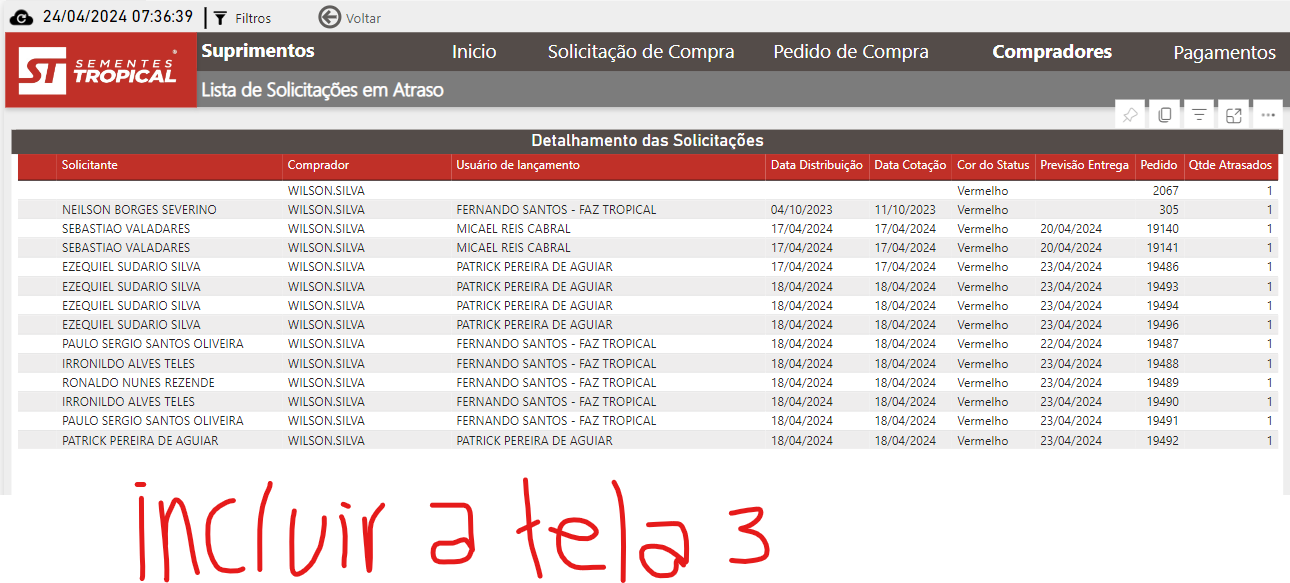 24/04/2024 07:36:39 Filtros Voltar
SEMENTES TROPICAL
Suprimentos Inicio Solicitação de Compra Pedido de Compra Compradores Pagamentos
Lista de Solicitações em Atraso
Detalhamento das Solicitações
Solicitante Comprador Usuário de lançamento Data Distribuição Data Cotação Cor do Status Previsão Entrega Pedido Qtde Atrasados
WILSON.SILVA Vermelho 2067 1
NEILSON BORGES SEVERINO WILSON.SILVA FERNANDO SANTOS - FAZ TROPICAL 04/10/2023 11/10/2023 Vermelho 305 1
SEBASTIAO VALADARES WILSON.SILVA MICAEL REIS CABRAL 17/04/2024 17/04/2024 Vermelho 20/04/2024 19140 1
SEBASTIAO VALADARES WILSON.SILVA MICAEL REIS CABRAL 17/04/2024 17/04/2024 Vermelho 20/04/2024 19141 1
EZEQUIEL SUDARIO SILVA WILSON.SILVA PATRICK PEREIRA DE AGUIAR 17/04/2024 17/04/2024 Vermelho 23/04/2024 19486 1
EZEQUIEL SUDARIO SILVA WILSON.SILVA PATRICK PEREIRA DE AGUIAR 18/04/2024 18/04/2024 Vermelho 23/04/2024 19493 1
EZEQUIEL SUDARIO SILVA WILSON.SILVA PATRICK PEREIRA DE AGUIAR 18/04/2024 18/04/2024 Vermelho 23/04/2024 19494 1
EZEQUIEL SUDARIO SILVA WILSON.SILVA PATRICK PEREIRA DE AGUIAR 18/04/2024 18/04/2024 Vermelho 23/04/2024 19496 1
PAULO SERGIO SANTOS OLIVEIRA WILSON.SILVA FERNANDO SANTOS - FAZ TROPICAL 18/04/2024 18/04/2024 Vermelho 22/04/2024 19487 1
IRRONILDO ALVES TELES WILSON.SILVA FERNANDO SANTOS - FAZ TROPICAL 18/04/2024 18/04/2024 Vermelho 23/04/2024 19488 1
RONALDO NUNES REZENDE WILSON.SILVA FERNANDO SANTOS - FAZ TROPICAL 18/04/2024 18/04/2024 Vermelho 23/04/2024 19489 1
IRRONILDO ALVES TELES WILSON.SILVA FERNANDO SANTOS - FAZ TROPICAL 18/04/2024 18/04/2024 Vermelho 23/04/2024 19490 1
PAULO SERGIO SANTOS OLIVEIRA WILSON.SILVA FERNANDO SANTOS - FAZ TROPICAL 18/04/2024 18/04/2024 Vermelho 23/04/2024 19491 1
PATRICK PEREIRA DE AGUIAR WILSON.SILVA PATRICK PEREIRA DE AGUIAR 18/04/2024 18/04/2024 Vermelho 23/04/2024 19492 1
incluir a tela 3